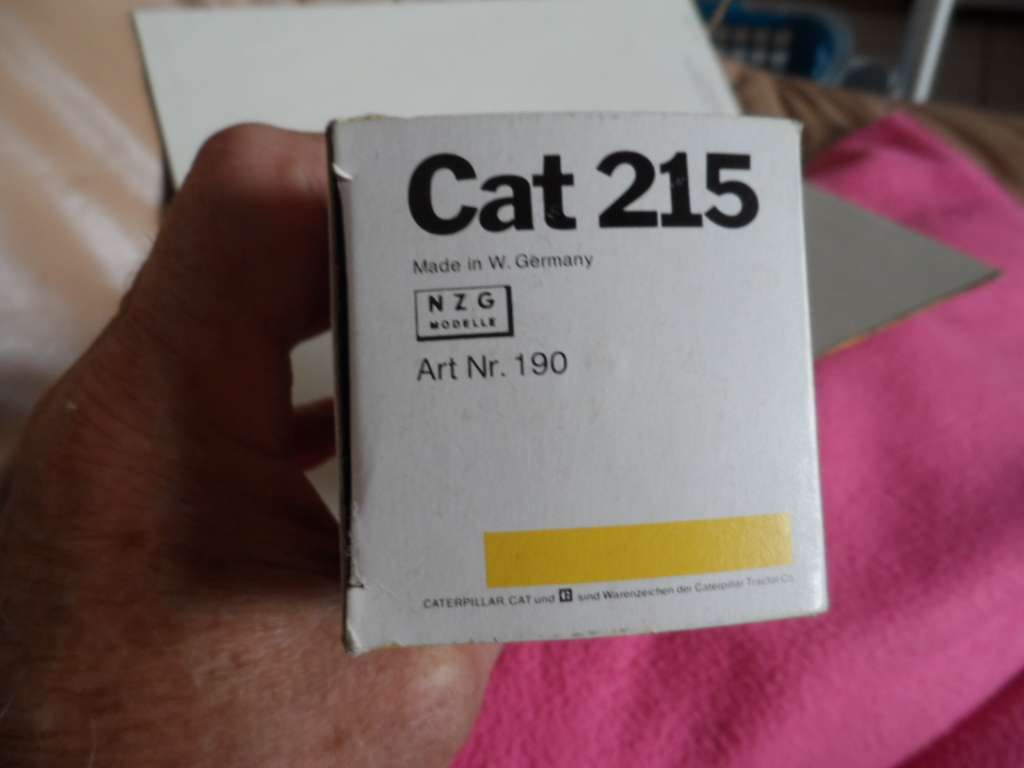 Cat 215
Made in W. Germany
NZG
MODELLE
Art Nr. 190
CATERPILLAR, CAT und C sind Warenzeichen der Caterpillar Tractor Co.